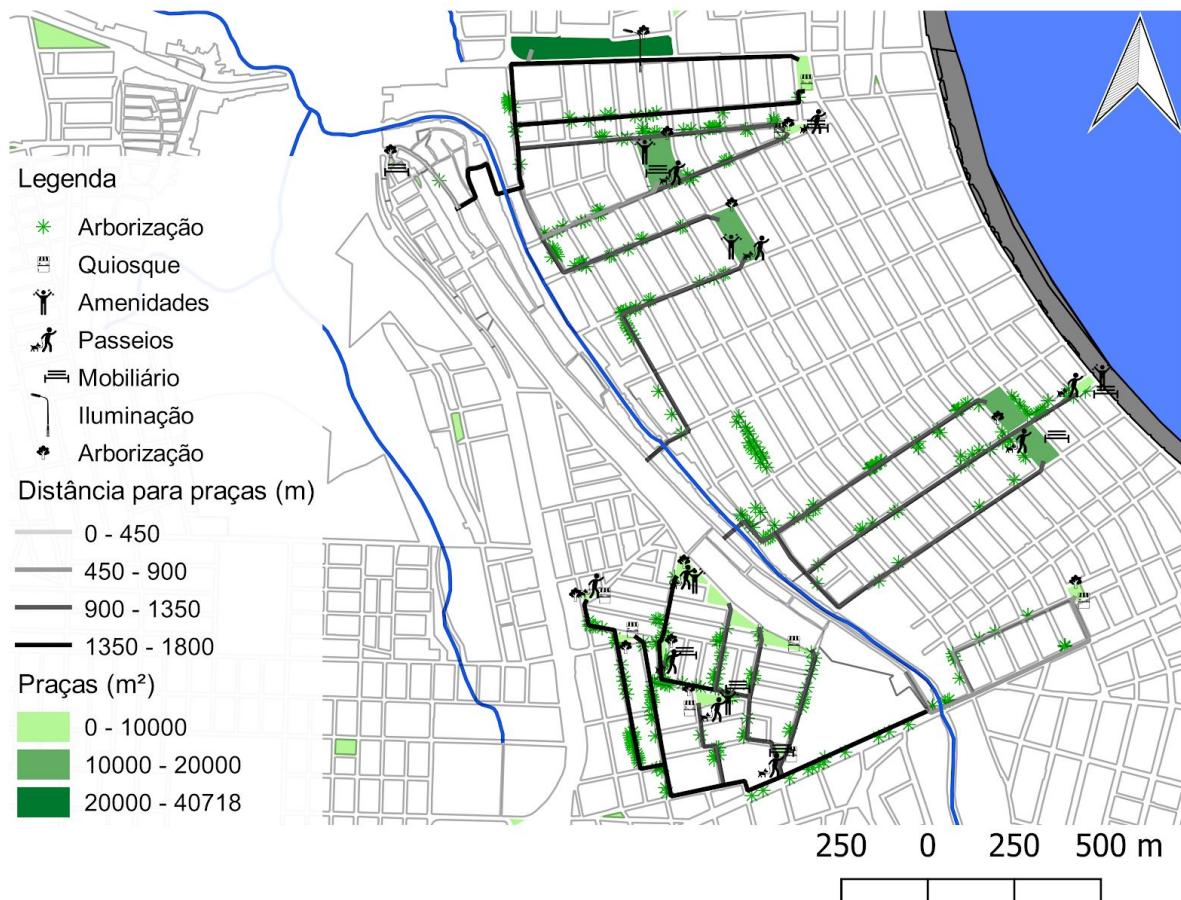 Legenda
Arborização
Quiosque
Amenidades
Passeios
Mobiliário
Iluminação
Arborização
Distância para praças (m)
0 - 450
450 - 900
900 - 1350
1350 - 1800
Praças (m²)
0 - 10000
10000 - 20000
20000 - 40718
250 0 250 500 m